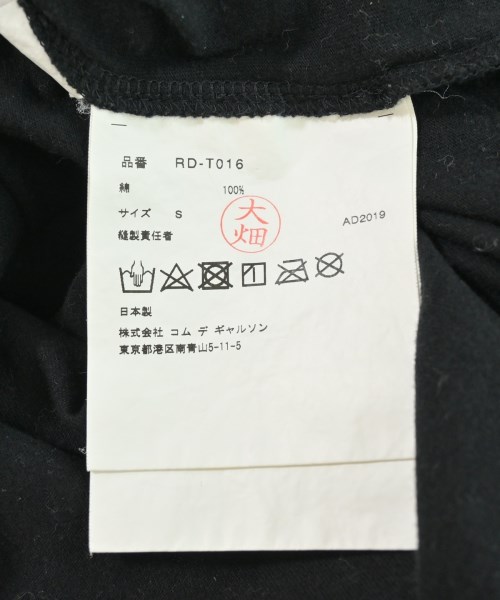 品番 RD-T016
綿 100%
サイズ S
AD2019
縫製責任者
大畑
日本製
株式会社 コム デ ギャルソン
東京都港区南青山5-11-5